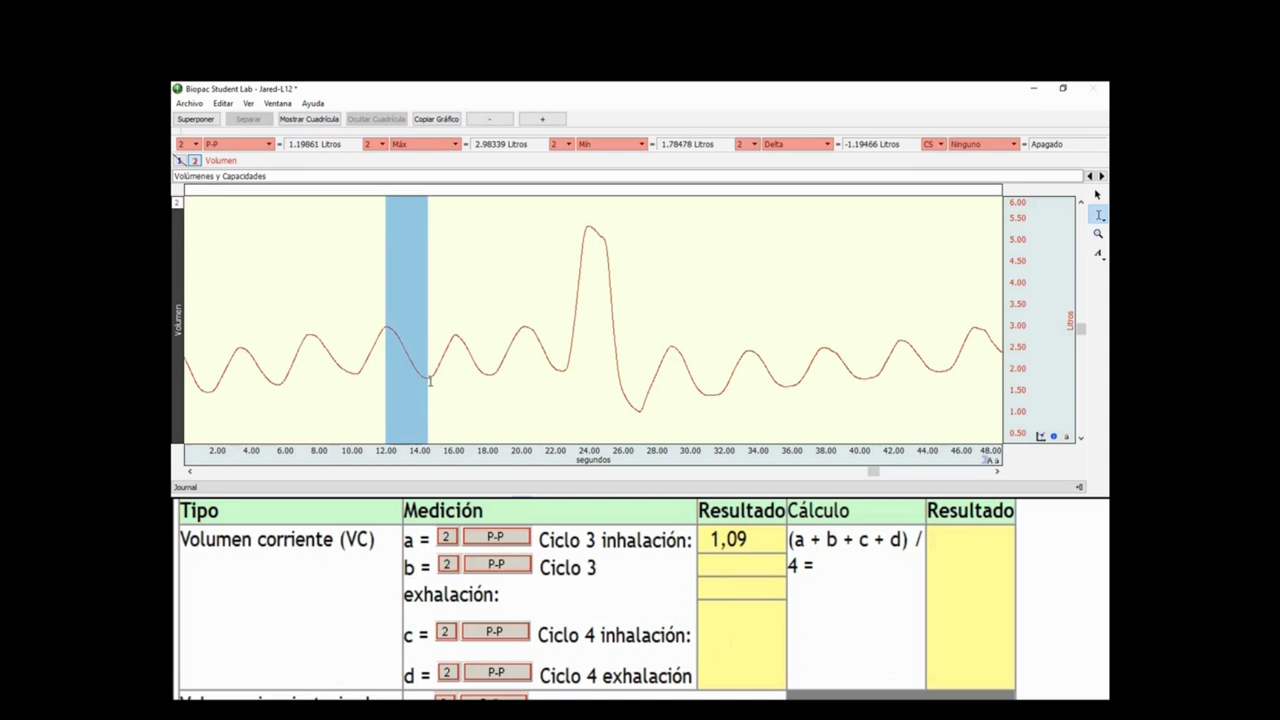 Biopac Student Lab - Jared-L12 *
Archivo Editar Ver Ventana Ayuda
Superponer Separar Mostrar Cuadrícula Ocultar Cuadrícula Copiar Gráfico - +
2 P-P = 1.19861 Litros 2 Máx = 2.98339 Litros 2 Mín = 1.78478 Litros 2 Delta = -1.19466 Litros CS Ninguno = Apagado
1 2 Volumen
Volúmenes y Capacidades
2
Volumen
6.00
5.50
5.00
4.50
4.00
3.50
3.00
2.50
2.00
1.50
1.00
0.50
Litros
2.00 4.00 6.00 8.00 10.00 12.00 14.00 16.00 18.00 20.00 22.00 24.00 26.00 28.00 30.00 32.00 34.00 36.00 38.00 40.00 42.00 44.00 46.00 48.00
segundos
Journal
Tipo Medición Resultado Cálculo Resultado
Volumen corriente (VC) a = 2 P-P Ciclo 3 inhalación: 1,09 (a + b + c + d) /
b = 2 P-P Ciclo 3 4 =
exhalación:
c = 2 P-P Ciclo 4 inhalación:
d = 2 P-P Ciclo 4 exhalación